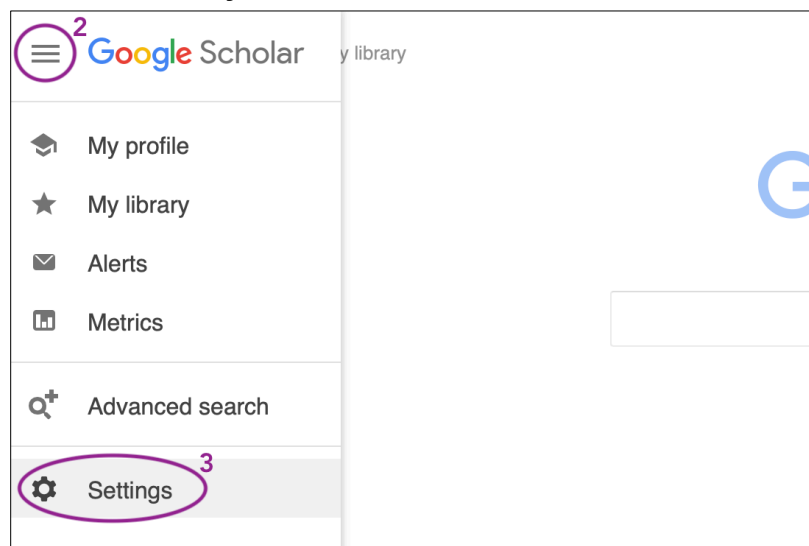 2
Google Scholar y library
My profile
My library
Alerts
Metrics
Advanced search
3
Settings
G